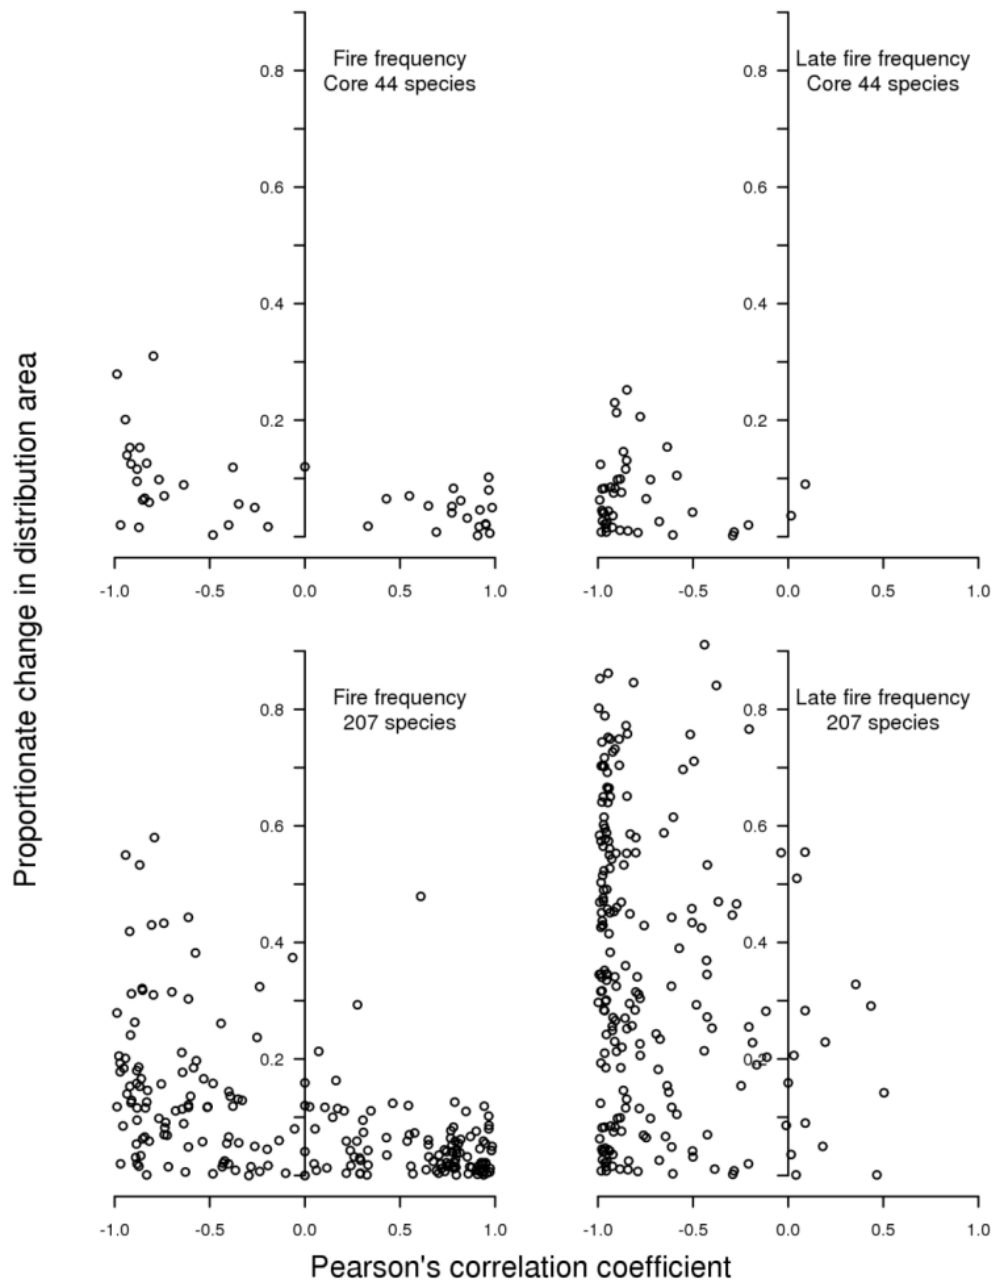 Proportionate change in distribution area
Fire frequency
Core 44 species
0.8
0.6
0.4
0.2
-1.0 -0.5 0.0 0.5 1.0
Late fire frequency
Core 44 species
0.8
0.6
0.4
0.2
-1.0 -0.5 0.0 0.5 1.0
Fire frequency
207 species
0.8
0.6
0.4
0.2
-1.0 -0.5 0.0 0.5 1.0
Late fire frequency
207 species
0.8
0.6
0.4
0.2
-1.0 -0.5 0.0 0.5 1.0
Pearson's correlation coefficient